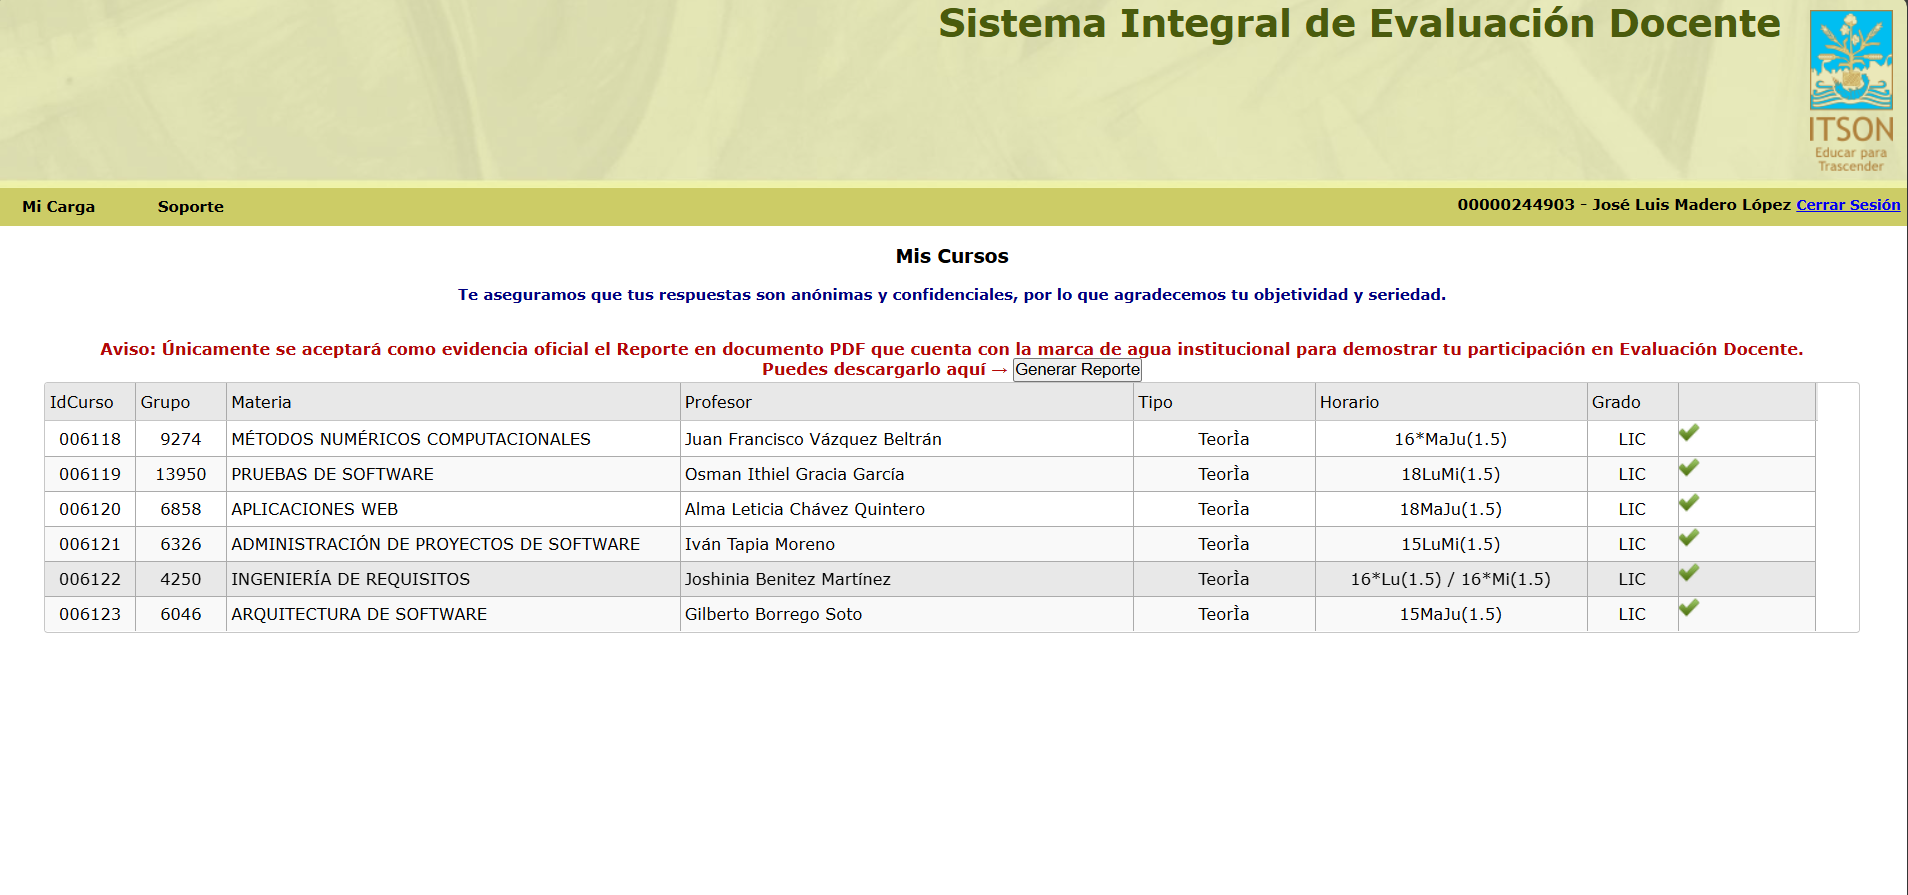 Sistema Integral de Evaluación Docente
ITSON
Educar para
Trascender
Mi Carga Soporte 00000244903 - José Luis Madero López Cerrar Sesión
Mis Cursos
Te aseguramos que tus respuestas son anónimas y confidenciales, por lo que agradecemos tu objetividad y seriedad.
Aviso: Únicamente se aceptará como evidencia oficial el Reporte en documento PDF que cuenta con la marca de agua institucional para demostrar tu participación en Evaluación Docente.
Puedes descargarlo aquí → Generar Reporte
IdCurso Grupo Materia Profesor Tipo Horario Grado
006118 9274 MÉTODOS NUMÉRICOS COMPUTACIONALES Juan Francisco Vázquez Beltrán TeorÌa 16*MaJu(1.5) LIC
006119 13950 PRUEBAS DE SOFTWARE Osman Ithiel Gracia García TeorÌa 18LuMi(1.5) LIC
006120 6858 APLICACIONES WEB Alma Leticia Chávez Quintero TeorÌa 18MaJu(1.5) LIC
006121 6326 ADMINISTRACIÓN DE PROYECTOS DE SOFTWARE Iván Tapia Moreno TeorÌa 15LuMi(1.5) LIC
006122 4250 INGENIERÍA DE REQUISITOS Joshinia Benitez Martínez TeorÌa 16*Lu(1.5) / 16*Mi(1.5) LIC
006123 6046 ARQUITECTURA DE SOFTWARE Gilberto Borrego Soto TeorÌa 15MaJu(1.5) LIC